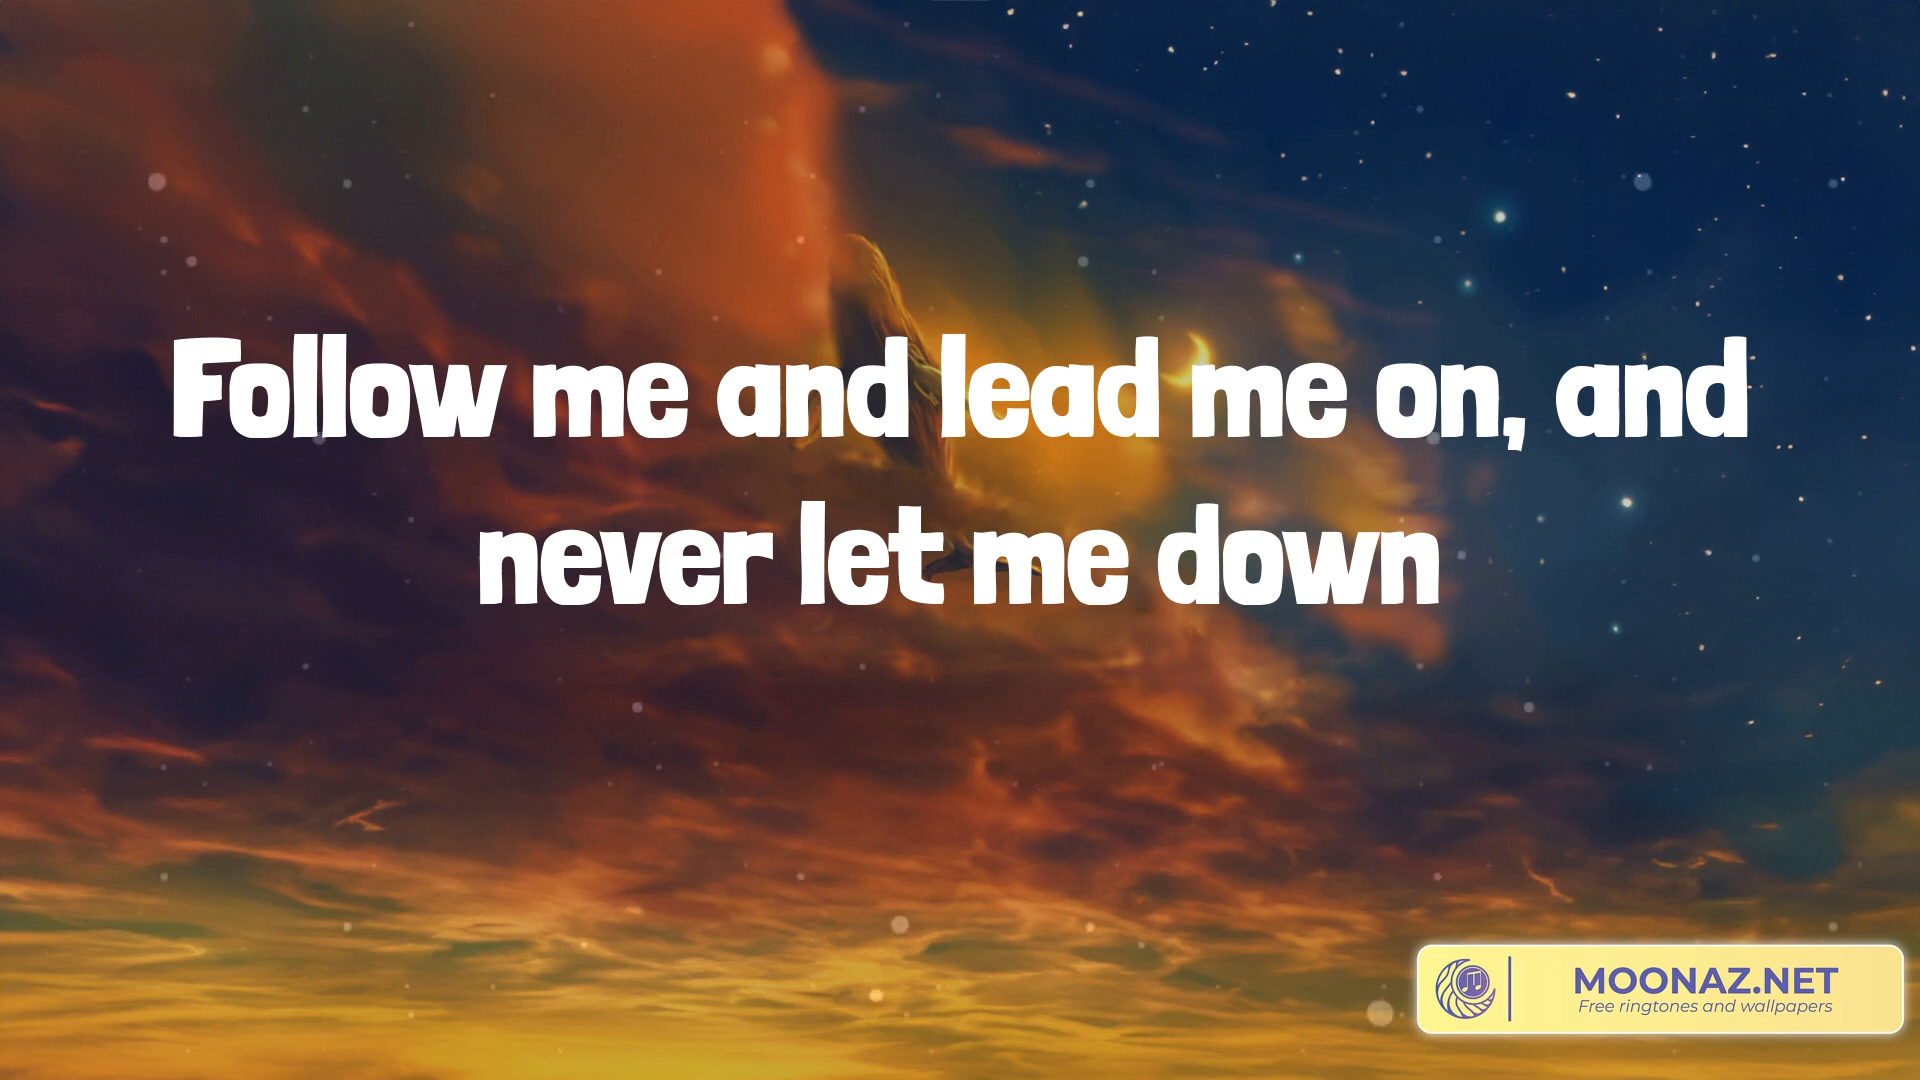 Follow me and lead me on, and
never let me down
MOONAZ.NET
Free ringtones and wallpapers